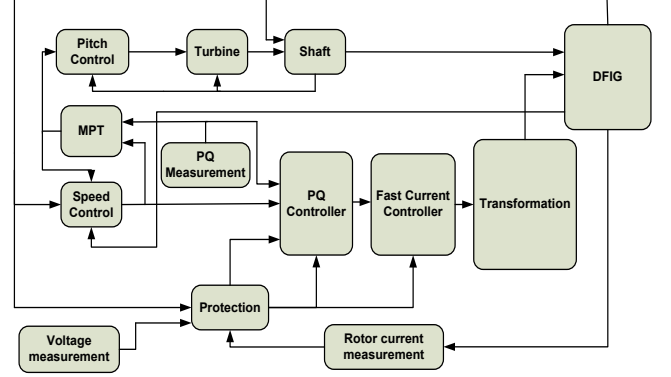 Pitch
Control
Turbine
Shaft
DFIG
MPT
PQ
Measurement
Speed
Control
PQ
Controller
Fast Current
Controller
Transformation
Protection
Voltage
measurement
Rotor current
measurement